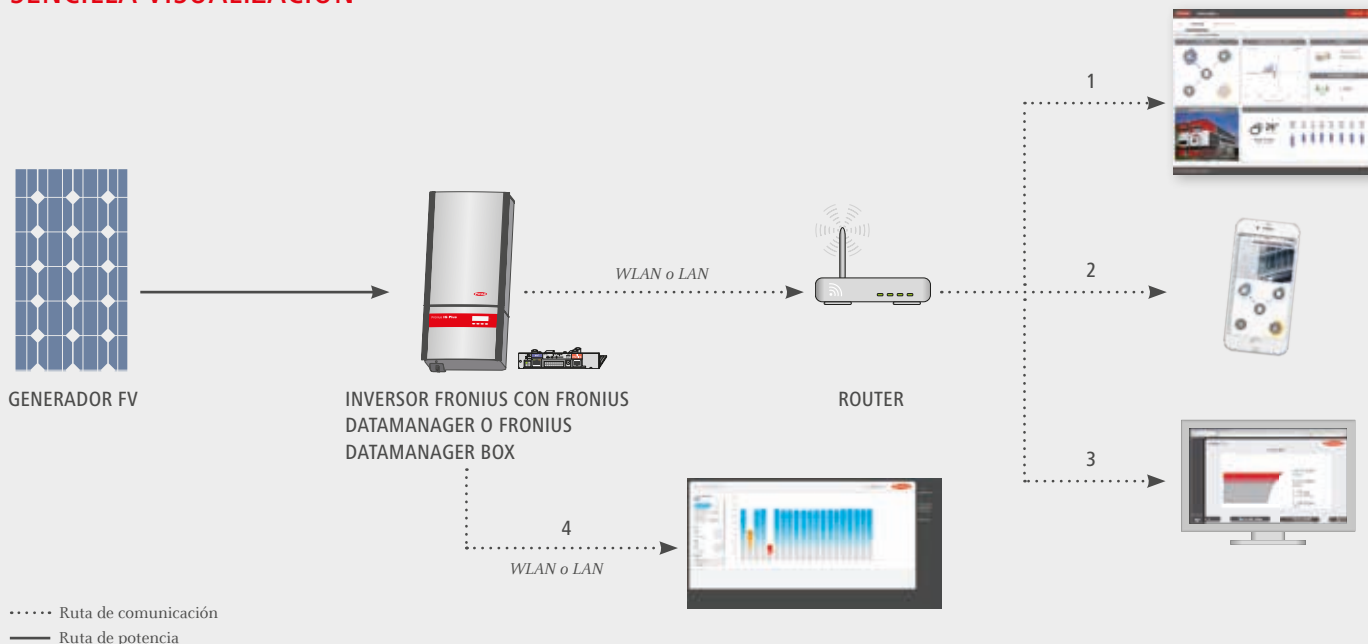 SENCILLA VISUALIZACIÓN
1
WLAN o LAN
2
GENERADOR FV
INVERSOR FRONIUS CON FRONIUS
DATAMANAGER O FRONIUS
DATAMANAGER BOX
ROUTER
3
4
WLAN o LAN
Ruta de comunicación
Ruta de potencia